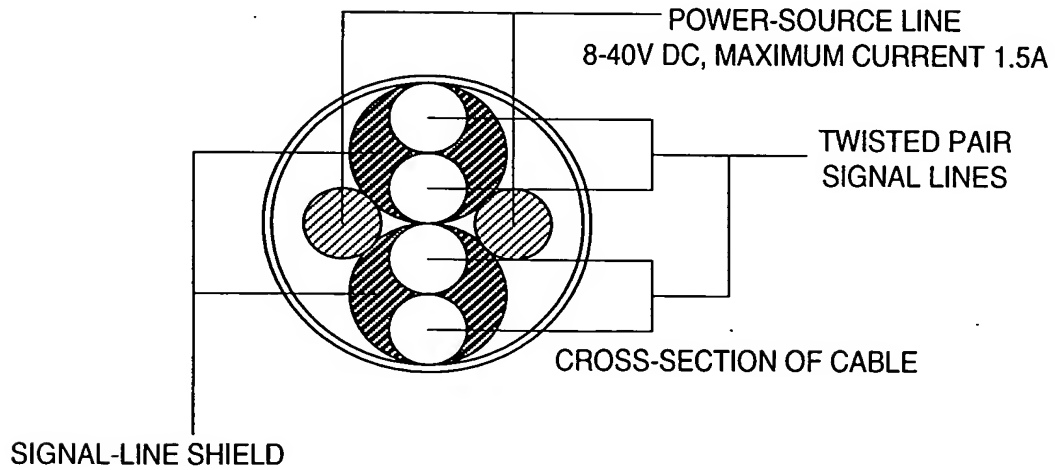 POWER-SOURCE LINE
8-40V DC, MAXIMUM CURRENT 1.5A
TWISTED PAIR
SIGNAL LINES
CROSS-SECTION OF CABLE
SIGNAL-LINE SHIELD